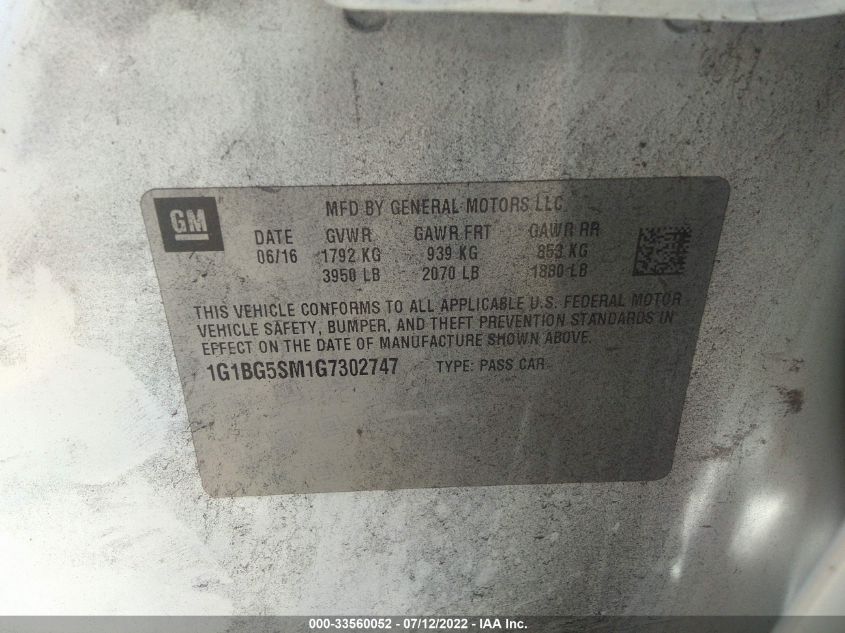 GM
MFD BY GENERAL MOTORS LLC
DATE GVWR GAWR FRT GAWR RR
06/16 1792 KG 939 KG 853 KG
3950 LB 2070 LB 1880 LB
THIS VEHICLE CONFORMS TO ALL APPLICABLE U.S. FEDERAL MOTOR
VEHICLE SAFETY, BUMPER, AND THEFT PREVENTION STANDARDS IN
EFFECT ON THE DATE OF MANUFACTURE SHOWN ABOVE.
1G1BG5SM1G7302747 TYPE: PASS CAR
000-33560052 - 07/12/2022 - IAA Inc.